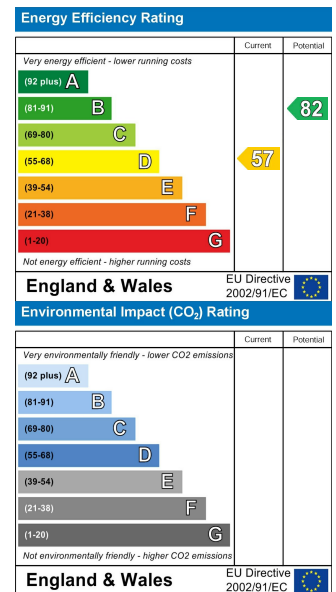 Energy Efficiency Rating
Current Potential
Very energy efficient - lower running costs
(92 plus) A
(81-91) B 82
(69-80) C
(55-68) D 57
(39-54) E
(21-38) F
(1-20) G
Not energy efficient - higher running costs
England & Wales EU Directive 2002/91/EC
Environmental Impact (CO₂) Rating
Current Potential
Very environmentally friendly - lower CO2 emissions
(92 plus) A
(81-91) B
(69-80) C
(55-68) D
(39-54) E
(21-38) F
(1-20) G
Not environmentally friendly - higher CO2 emissions
England & Wales EU Directive 2002/91/EC